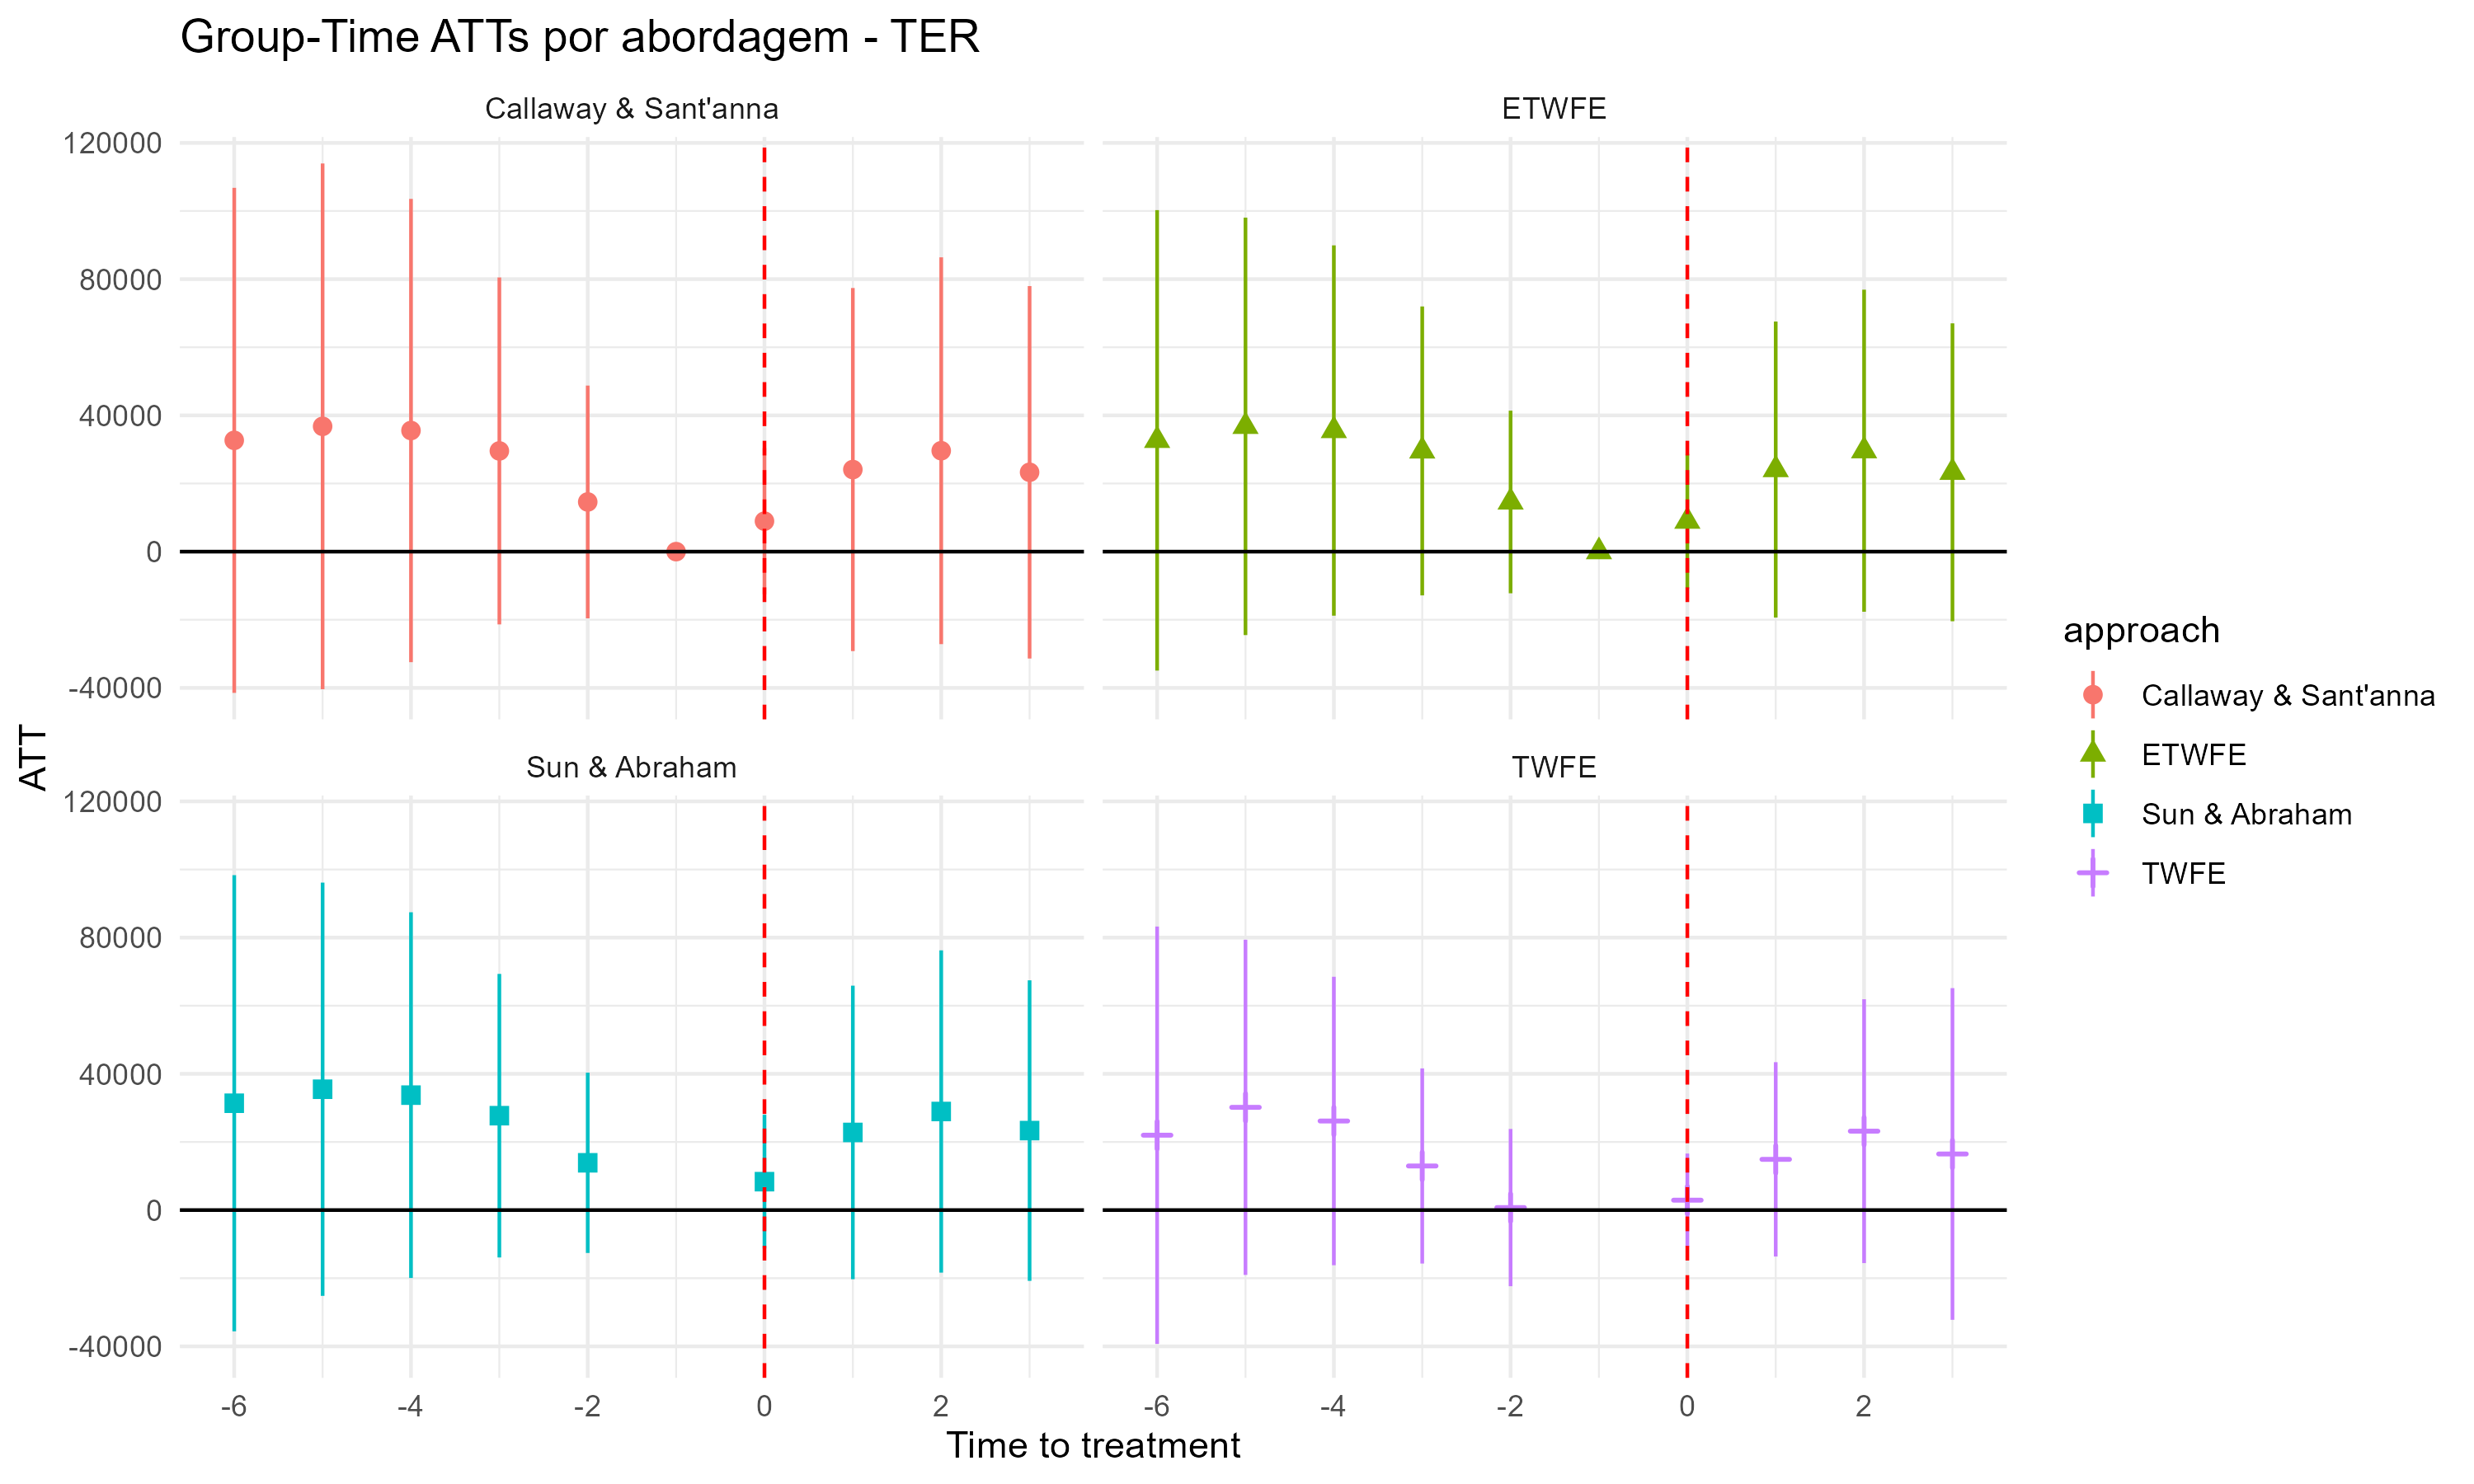 Group-Time ATTs por abordagem - TER
Callaway & Sant'anna
ETWFE
120000
80000
40000
0
-40000
Sun & Abraham
TWFE
120000
80000
40000
0
-40000
ATT
-6
-4
-2
0
2
-6
-4
-2
0
2
Time to treatment
approach
Callaway & Sant'anna
ETWFE
Sun & Abraham
TWFE